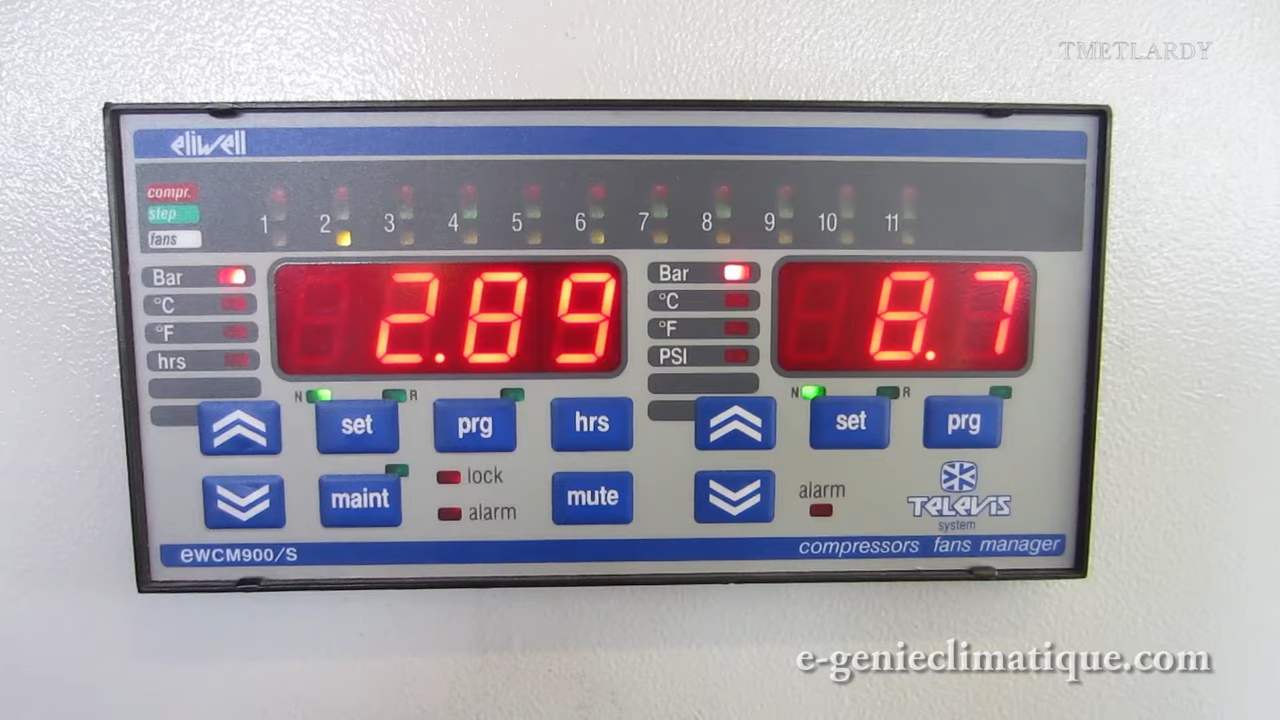 TMETLARDY
eliwell
compr.
step
fans
1 2 3 4 5 6 7 8 9 10 11
Bar
°C
°F
hrs
2.89
Bar
°C
°F
PSI
8.7
N R
set prg hrs
maint
lock
alarm
mute
N R
set prg
alarm
TELEVIS
system
eWCM900/S
compressors fans manager
e-genieclimatique.com